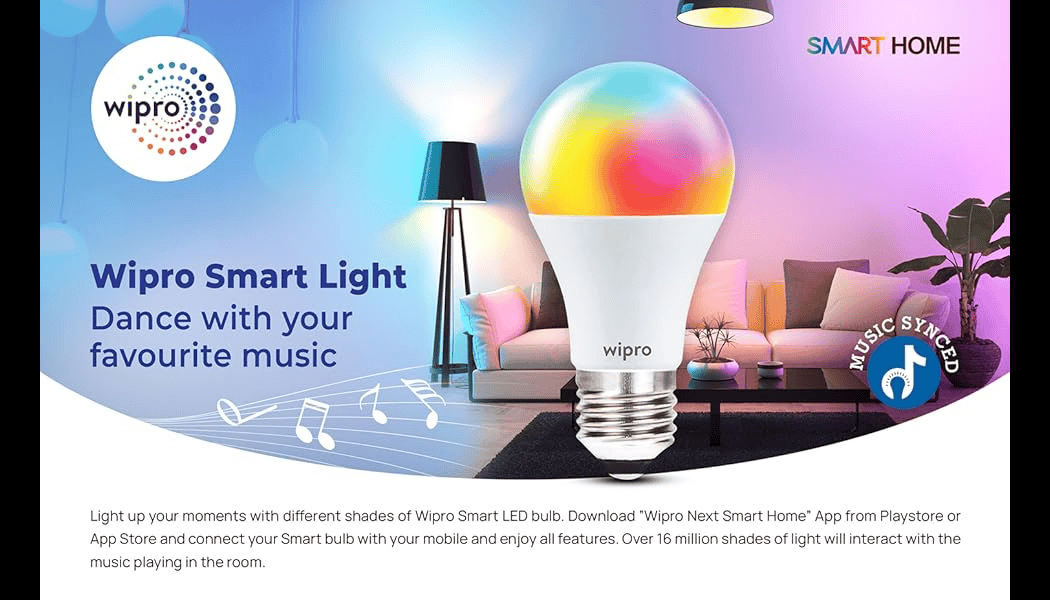 wipro
SMART HOME
Wipro Smart Light
Dance with your
favourite music
wipro
MUSIC SYNCED
Light up your moments with different shades of Wipro Smart LED bulb. Download "Wipro Next Smart Home" App from Playstore or
App Store and connect your Smart bulb with your mobile and enjoy all features. Over 16 million shades of light will interact with the
music playing in the room.